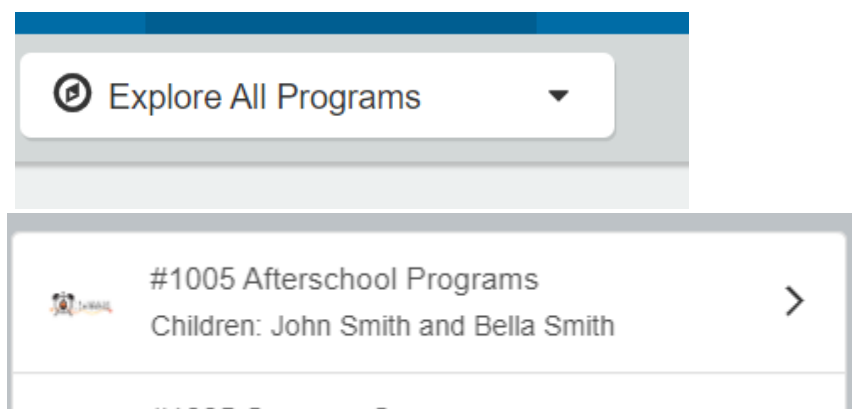 Explore All Programs
#1005 Afterschool Programs
Children: John Smith and Bella Smith